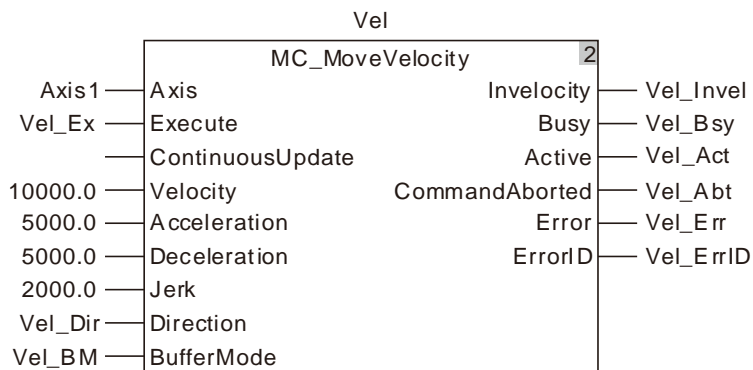 Vel
MC_MoveVelocity 2
Axis1 Axis Invelocity Vel_Invel
Vel_Ex Execute Busy Vel_Bsy
ContinuousUpdate Active Vel_Act
10000.0 Velocity CommandAborted Vel_Abt
5000.0 Acceleration Error Vel_Err
5000.0 Deceleration ErrorID Vel_ErrID
2000.0 Jerk
Vel_Dir Direction
Vel_BM BufferMode